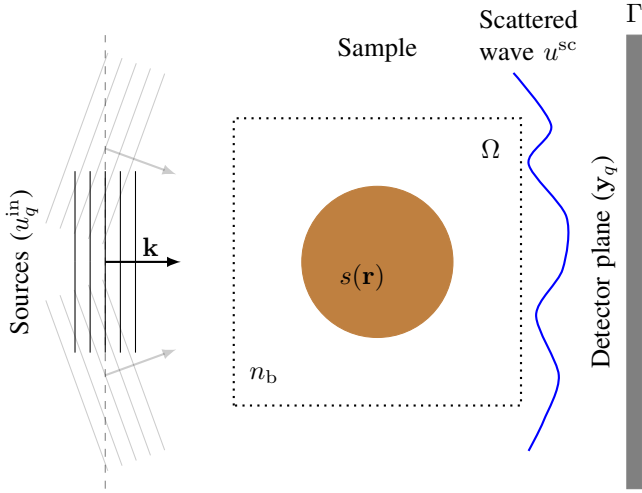 Γ
Scattered
wave u^sc
Sample
Ω
Sources (u_q^in)
k
s(r)
Detector plane (y_q)
n_b